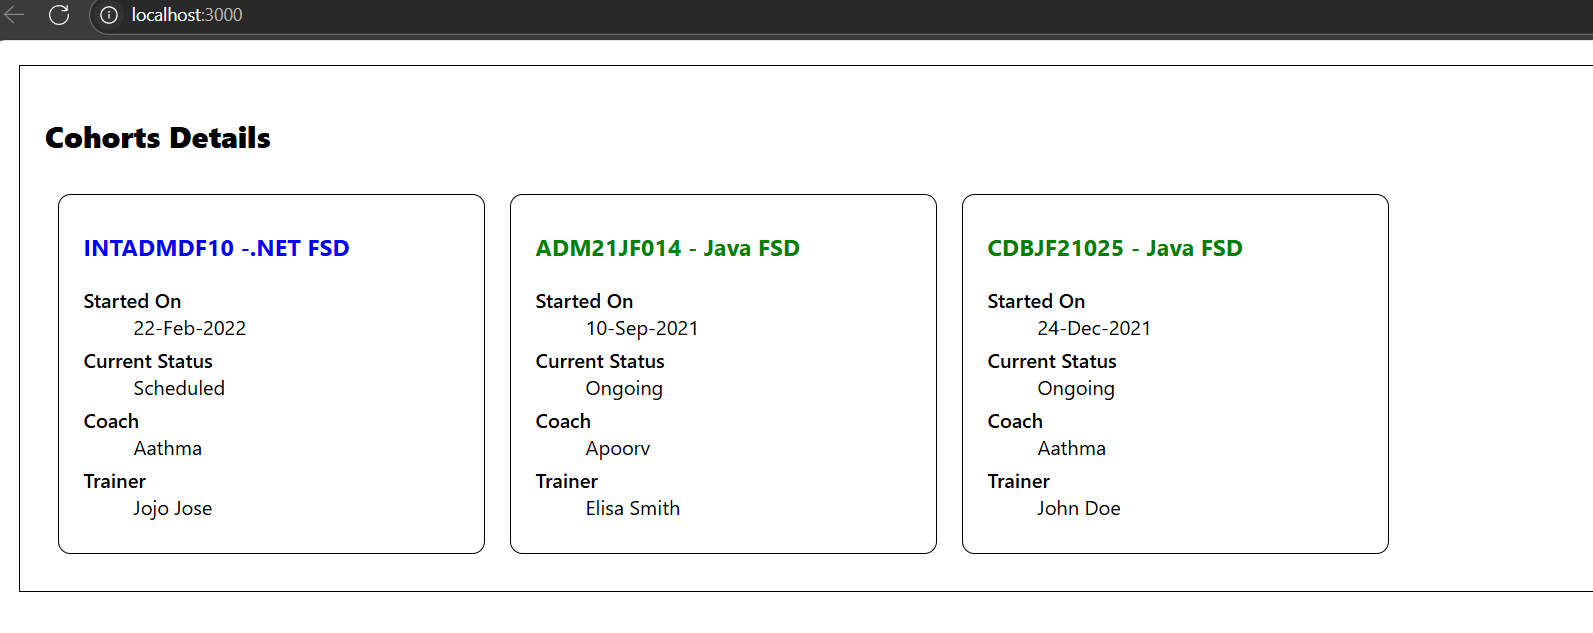 localhost:3000
Cohorts Details
INTADMDF10 -.NET FSD
Started On
22-Feb-2022
Current Status
Scheduled
Coach
Aathma
Trainer
Jojo Jose
ADM21JF014 - Java FSD
Started On
10-Sep-2021
Current Status
Ongoing
Coach
Apoorv
Trainer
Elisa Smith
CDBJF21025 - Java FSD
Started On
24-Dec-2021
Current Status
Ongoing
Coach
Aathma
Trainer
John Doe